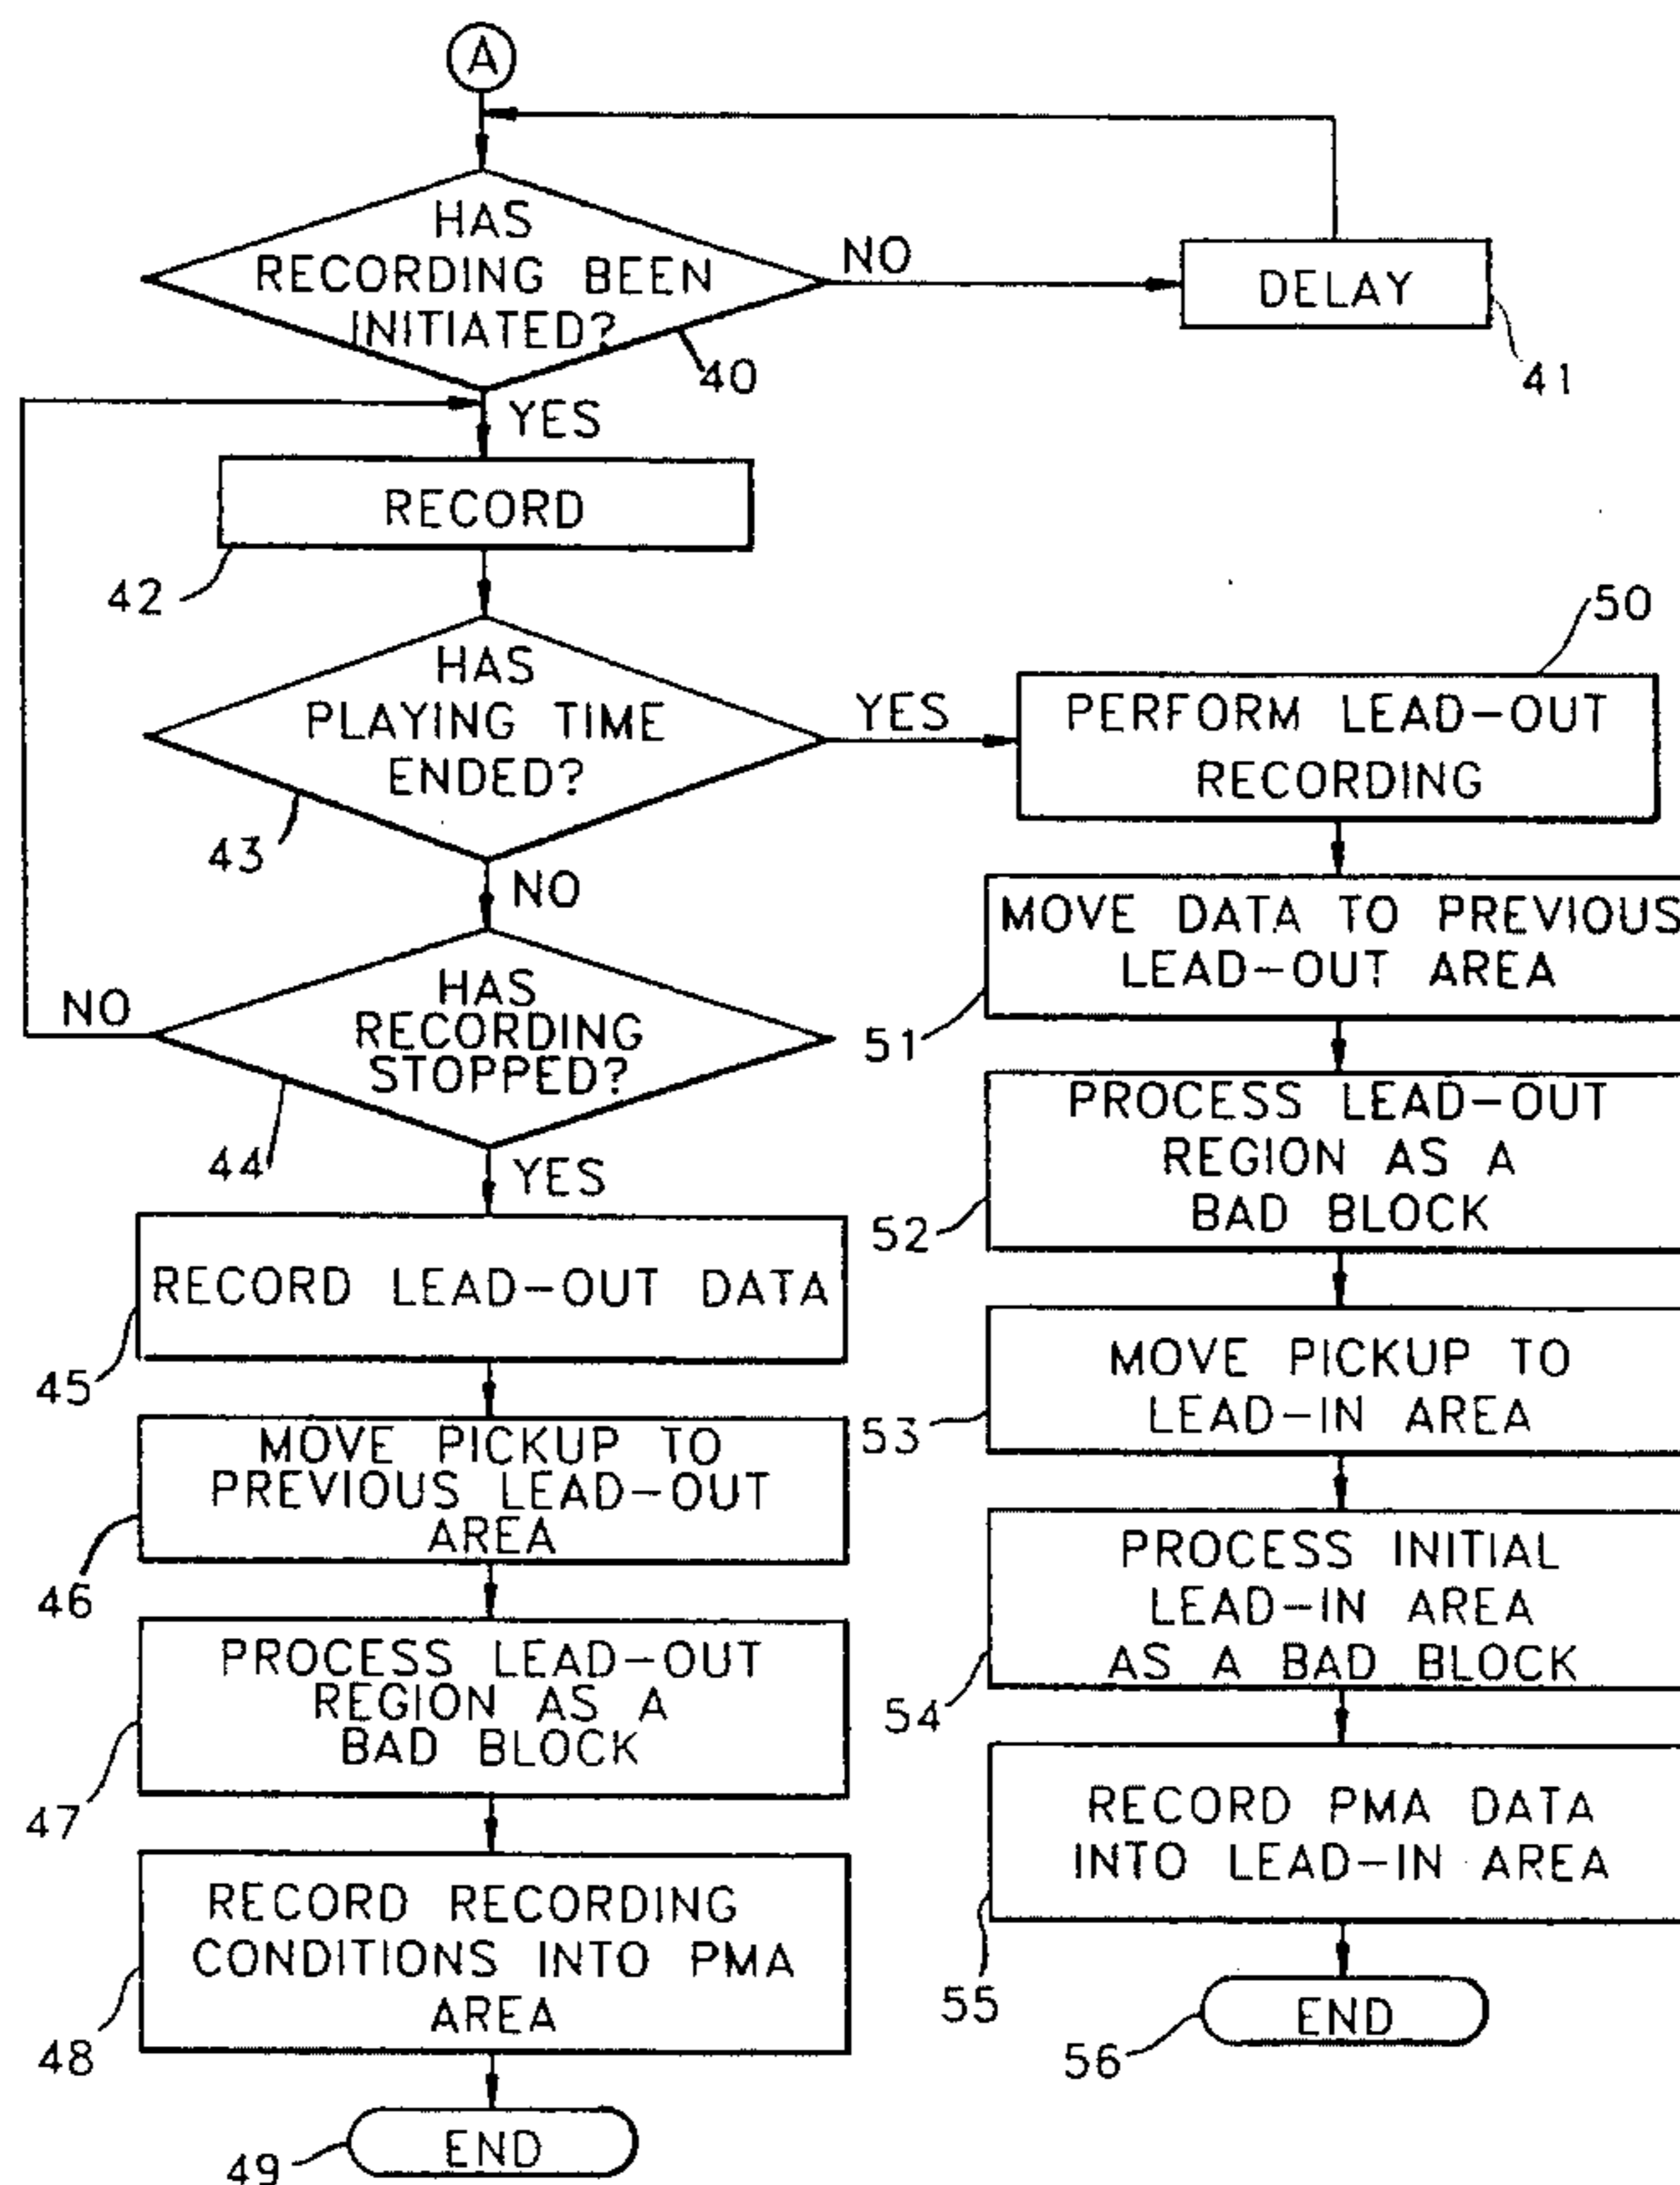 A
HAS
RECORDING BEEN
INITIATED?
40
NO
DELAY
41
YES
RECORD
42
HAS
PLAYING TIME
ENDED?
43
YES
NO
HAS
RECORDING
STOPPED?
44
NO
YES
RECORD LEAD-OUT DATA
45
MOVE PICKUP TO
PREVIOUS LEAD-OUT
AREA
46
PROCESS LEAD-OUT
REGION AS A
BAD BLOCK
47
RECORD RECORDING
CONDITIONS INTO PMA
AREA
48
END
49
50
PERFORM LEAD-OUT
RECORDING
MOVE DATA TO PREVIOUS
LEAD-OUT AREA
51
PROCESS LEAD-OUT
REGION AS A
BAD BLOCK
52
MOVE PICKUP TO
LEAD-IN AREA
53
PROCESS INITIAL
LEAD-IN AREA
AS A BAD BLOCK
54
RECORD PMA DATA
INTO LEAD-IN AREA
55
END
56